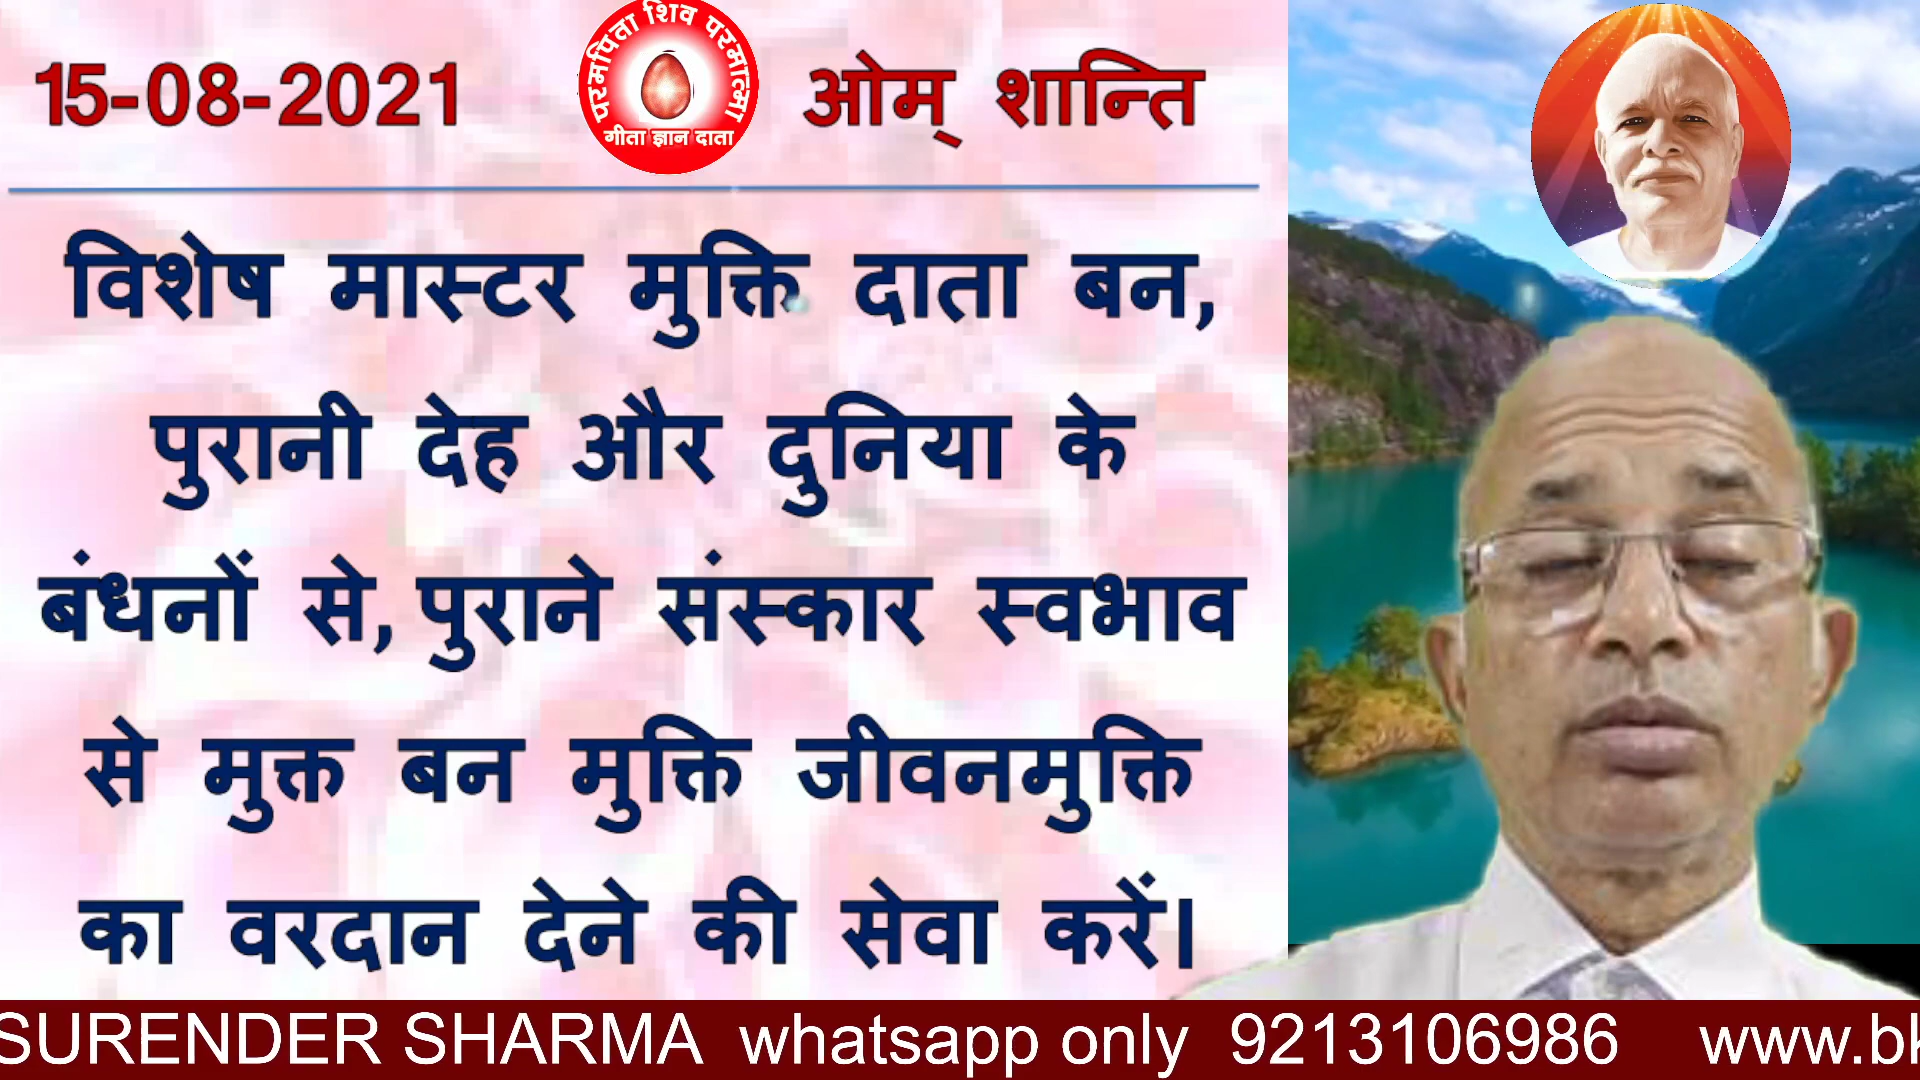 15-08-2021
परमपिता शिव परमात्मा
गीता ज्ञान दाता
ओम् शान्ति
विशेष मास्टर मुक्ति दाता बन,
पुरानी देह और दुनिया के
बंधनों से, पुराने संस्कार स्वभाव
से मुक्त बन मुक्ति जीवनमुक्ति
का वरदान देने की सेवा करें।
SURENDER SHARMA whatsapp only 9213106986 www.bk